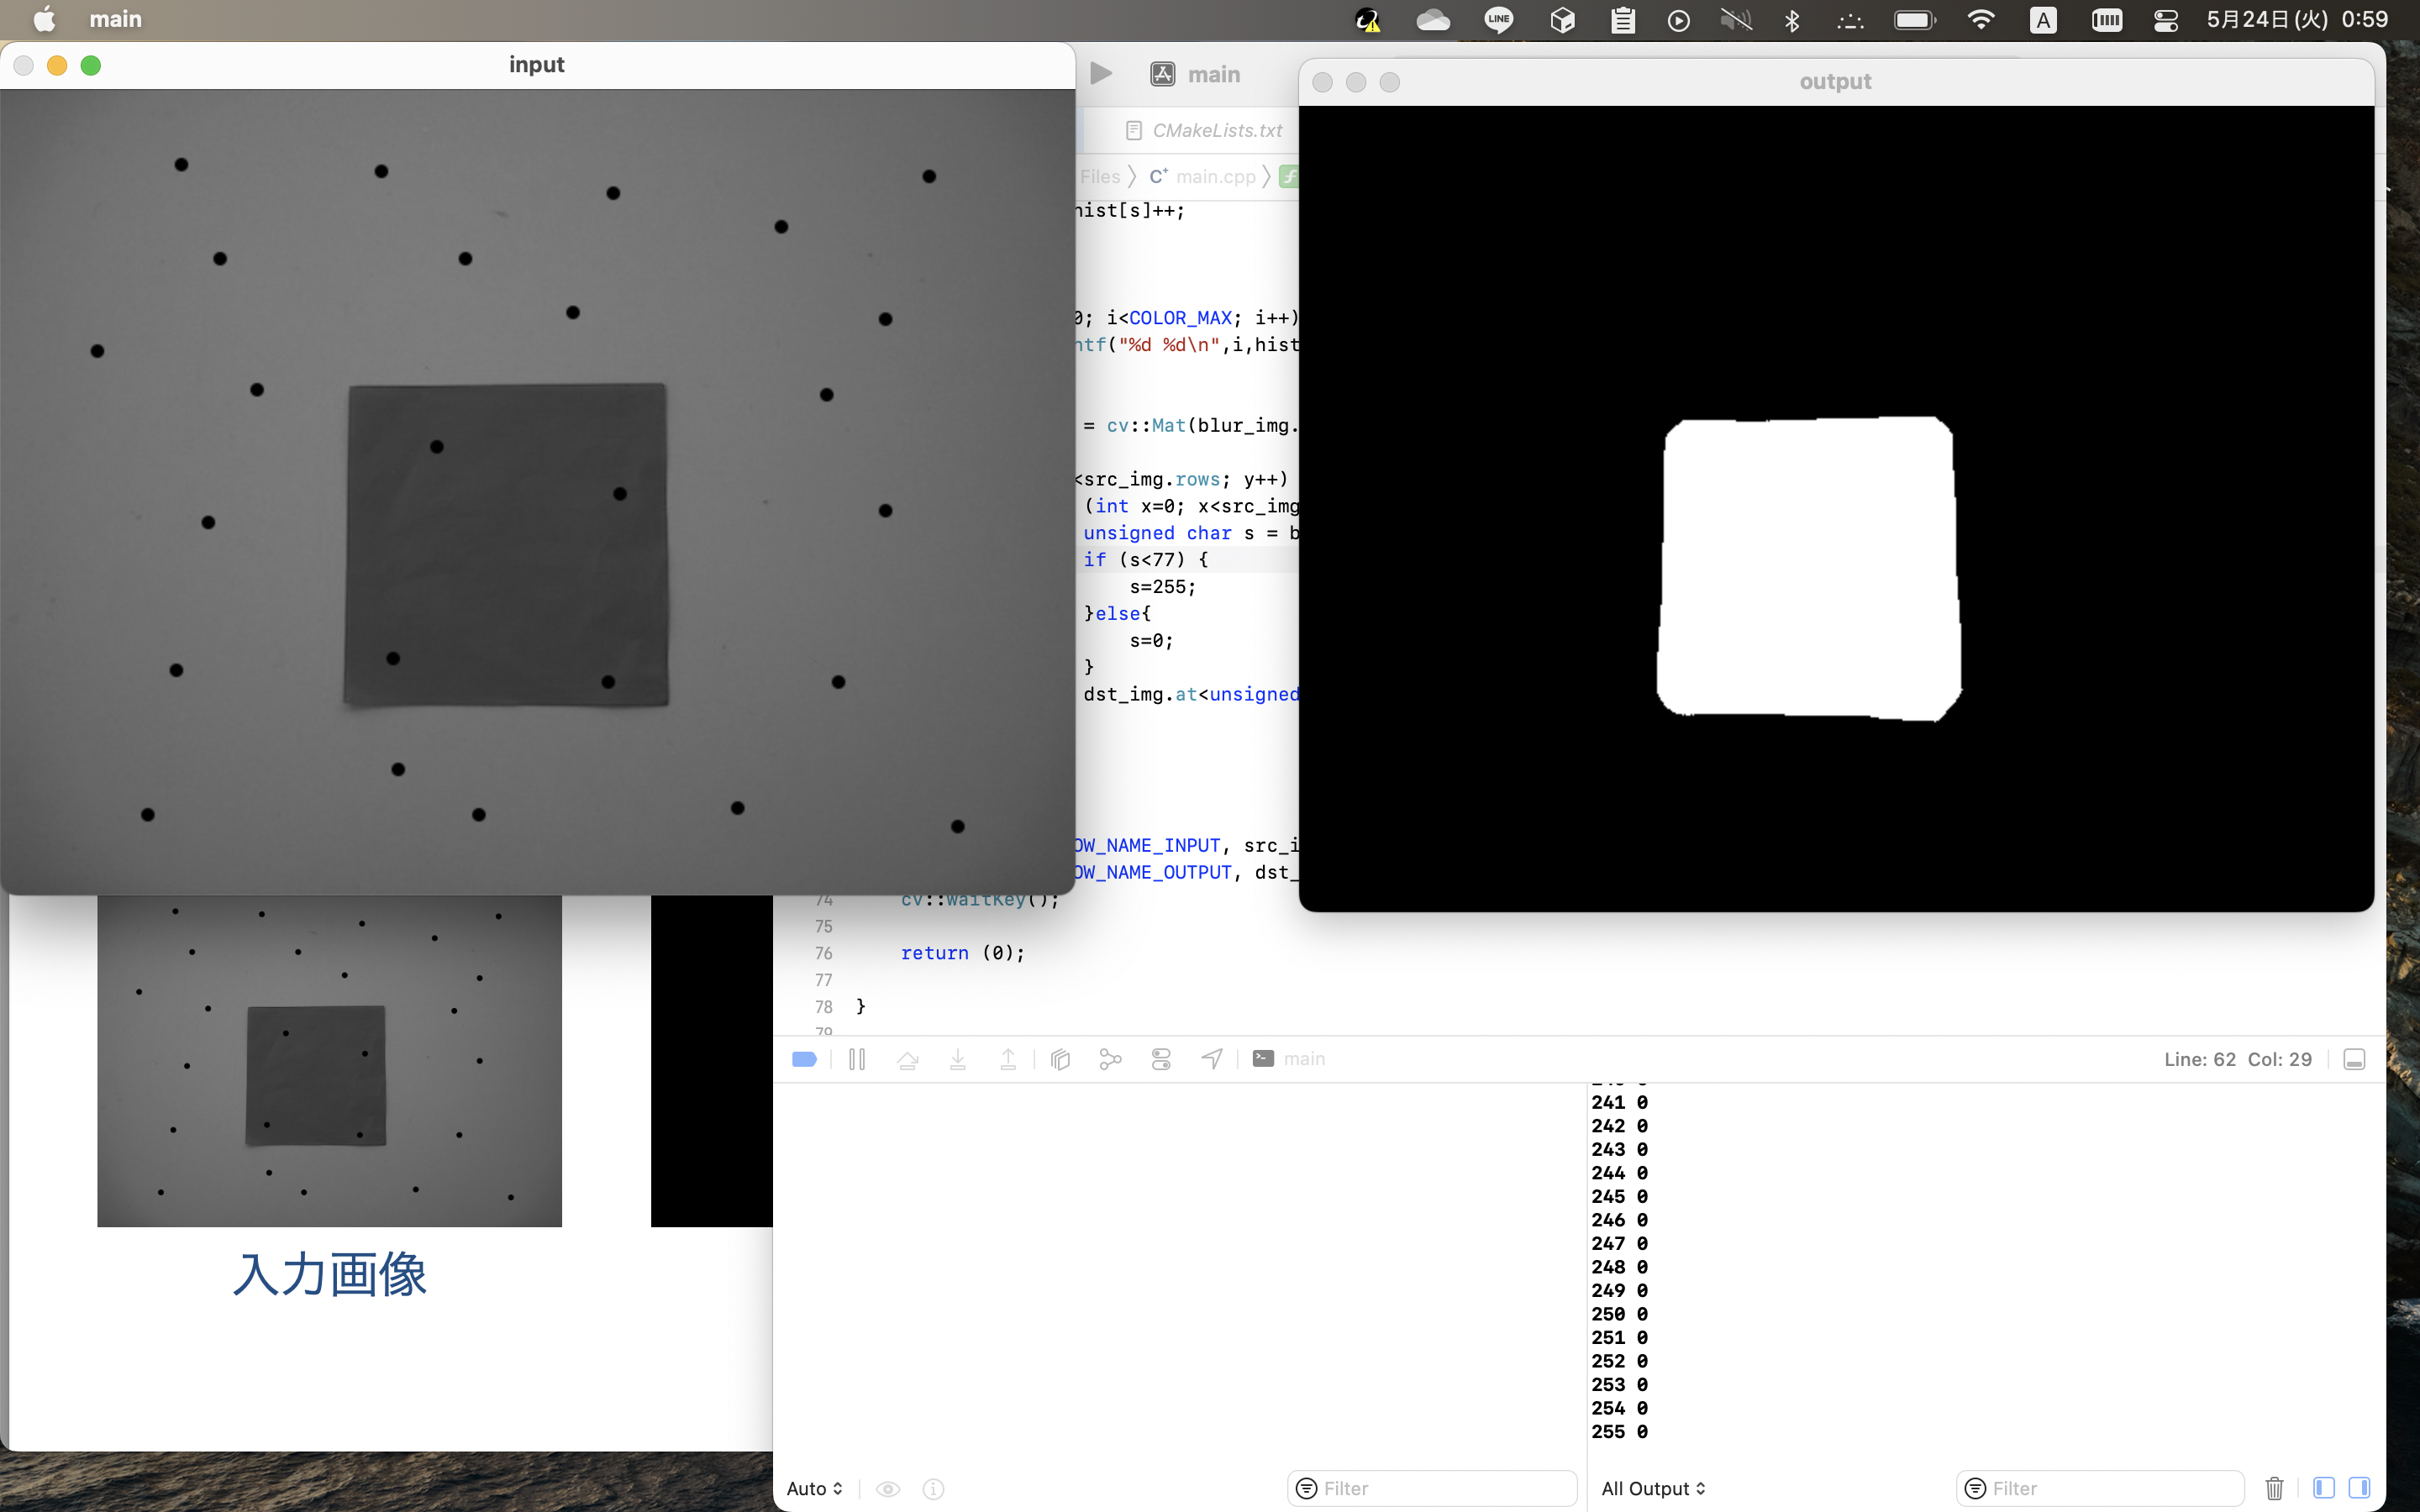 main
LINE
A
5月24日(火) 0:59
input
main
output
CMakeLists.txt
Files 〉 C+ main.cpp 〉 f
hist[s]++;
0; i<COLOR_MAX; i++)
ntf("%d %d\n",i,hist
= cv::Mat(blur_img.
<src_img.rows; y++)
(int x=0; x<src_img
unsigned char s = b
if (s<77) {
s=255;
}else{
s=0;
}
dst_img.at<unsigned
OW_NAME_INPUT, src_i
OW_NAME_OUTPUT, dst_
74 cv::waitKey();
75
76 return (0);
77
78 }
79
main
Line: 62 Col: 29
241 0
242 0
243 0
244 0
245 0
246 0
247 0
248 0
249 0
250 0
251 0
252 0
253 0
254 0
255 0
入力画像
Auto
Filter
All Output
Filter